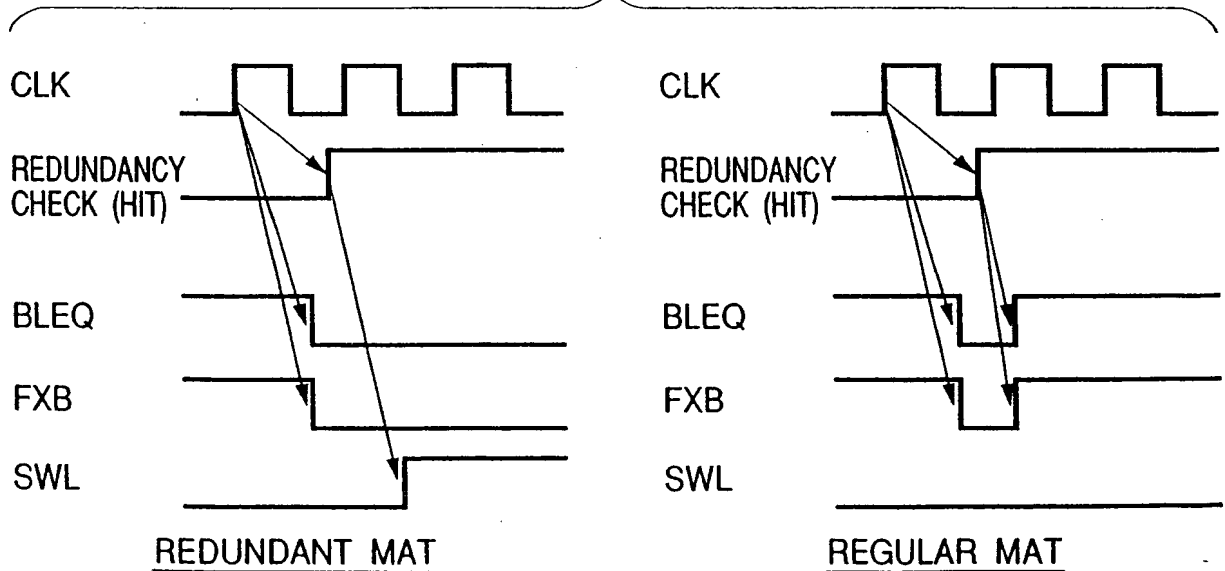 CLK
REDUNDANCY
CHECK (HIT)
BLEQ
FXB
SWL
REDUNDANT MAT
CLK
REDUNDANCY
CHECK (HIT)
BLEQ
FXB
SWL
REGULAR MAT